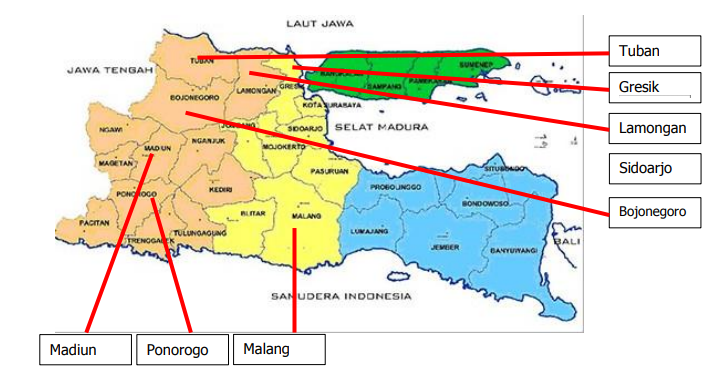 LAUT JAWA
Tuban
TUBAN
SUMENEP
JAWA TENGAH
BANGKALAN
PAMEKASAN
SAMPANG
Gresik
LAMONGAN
GRESIK
BOJONEGORO
KOTA SURABAYA
Lamongan
NGAWI
JOMBANG
SIDOARJO
SELAT MADURA
MADIUN
NGANJUK
MOJOKERTO
MAGETAN
PASURUAN
SITUBONDO
Sidoarjo
PONOROGO
KEDIRI
PROBOLINGGO
BONDOWOSO
Bojonegoro
PACITAN
BLITAR
MALANG
TRENGGALEK
TULUNGAGUNG
LUMAJANG
JEMBER
BANYUWANGI
BALI
SAMUDERA INDONESIA
Madiun
Ponorogo
Malang